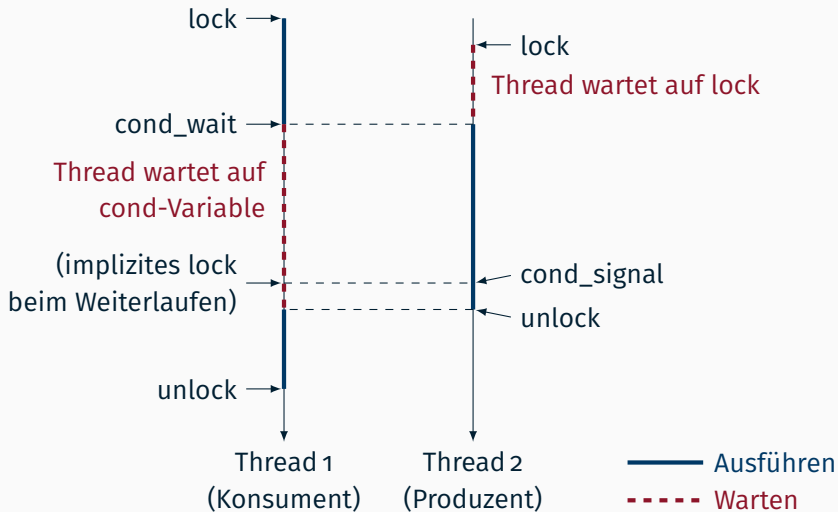 lock
lock
Thread wartet auf lock
cond_wait
Thread wartet auf
cond-Variable
(implizites lock
beim Weiterlaufen)
cond_signal
unlock
unlock
Thread 1
(Konsument)
Thread 2
(Produzent)
Ausführen
Warten